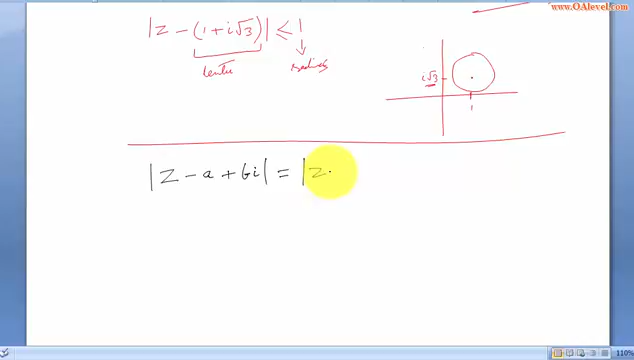 www.OAlevel.com
|z - (1 + i√3)| ≤ 1
centre
radius
i√3
1
|z - a + bi| = |z
110%